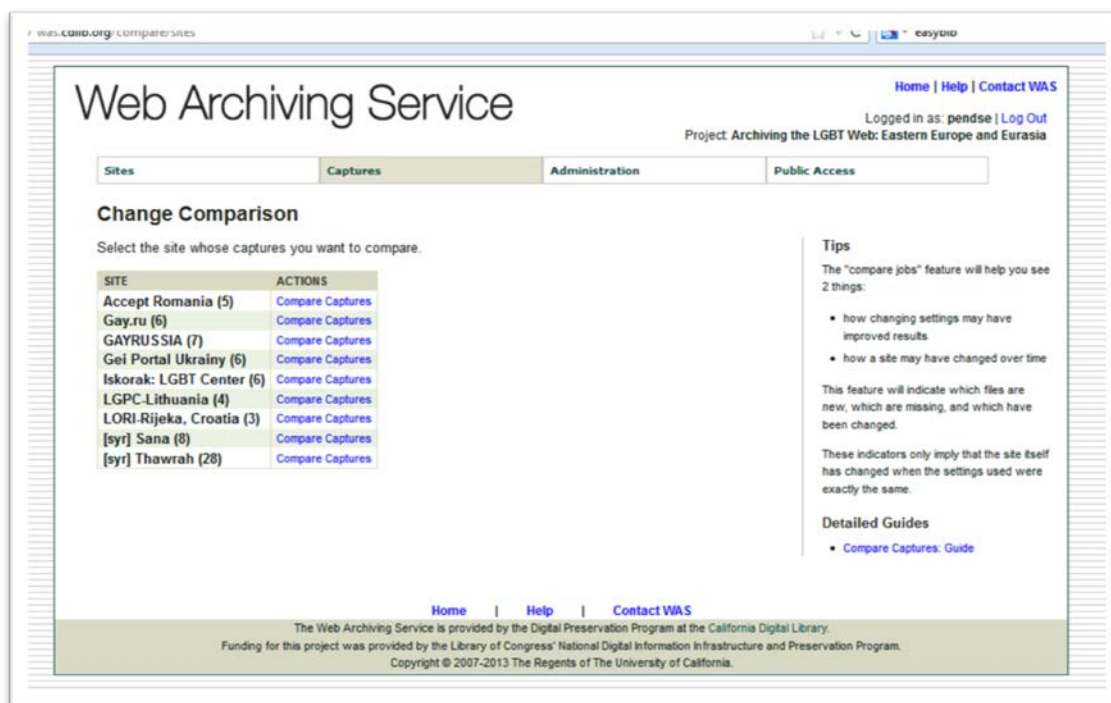 was.cdlib.org/compare/sites
easybib
Web Archiving Service
Home | Help | Contact WAS
Logged in as: pendse | Log Out
Project: Archiving the LGBT Web: Eastern Europe and Eurasia
Sites
Captures
Administration
Public Access
Change Comparison
Select the site whose captures you want to compare.
SITE ACTIONS
Accept Romania (5) Compare Captures
Gay.ru (6) Compare Captures
GAYRUSSIA (7) Compare Captures
Gei Portal Ukrainy (6) Compare Captures
Iskorak: LGBT Center (6) Compare Captures
LGPC-Lithuania (4) Compare Captures
LORI-Rijeka, Croatia (3) Compare Captures
[syr] Sana (8) Compare Captures
[syr] Thawrah (28) Compare Captures
Tips
The "compare jobs" feature will help you see
2 things:
• how changing settings may have
improved results
• how a site may have changed over time
This feature will indicate which files are
new, which are missing, and which have
been changed.
These indicators only imply that the site itself
has changed when the settings used were
exactly the same.
Detailed Guides
• Compare Captures: Guide
Home | Help | Contact WAS
The Web Archiving Service is provided by the Digital Preservation Program at the California Digital Library.
Funding for this project was provided by the Library of Congress' National Digital Information Infrastructure and Preservation Program.
Copyright © 2007-2013 The Regents of The University of California.